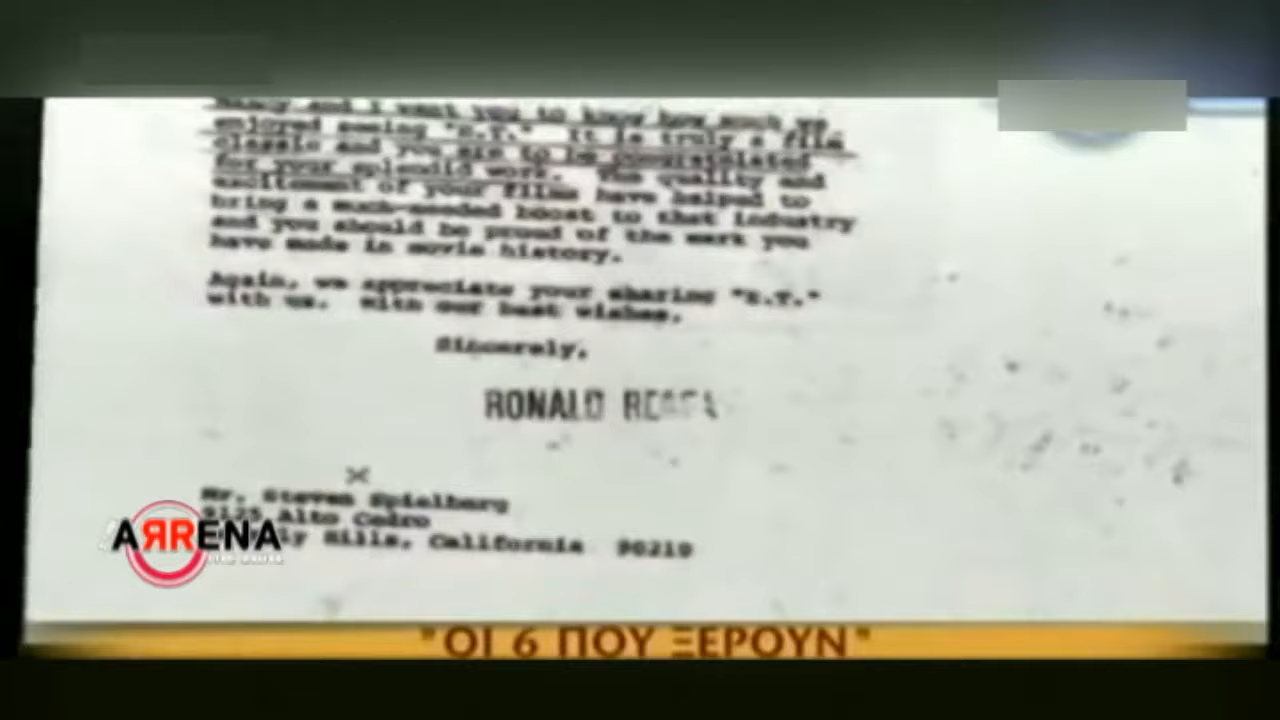 Nancy and I want you to know how much we
enjoyed seeing "E.T."  It is truly a film
classic and you are to be congratulated
for your splendid work.  The quality and
excitement of your films have helped to
bring a much-needed boost to that industry
and you should be proud of the mark you
have made in movie history.
Again, we appreciate your sharing "E.T."
with us.  With our best wishes.
Sincerely,
RONALD REAGA
Mr. Steven Spielberg
Alto Cedro
Hills, California  90210
AЯRENA
"ΟΙ 6 ΠΟΥ ΞΕΡΟΥΝ"